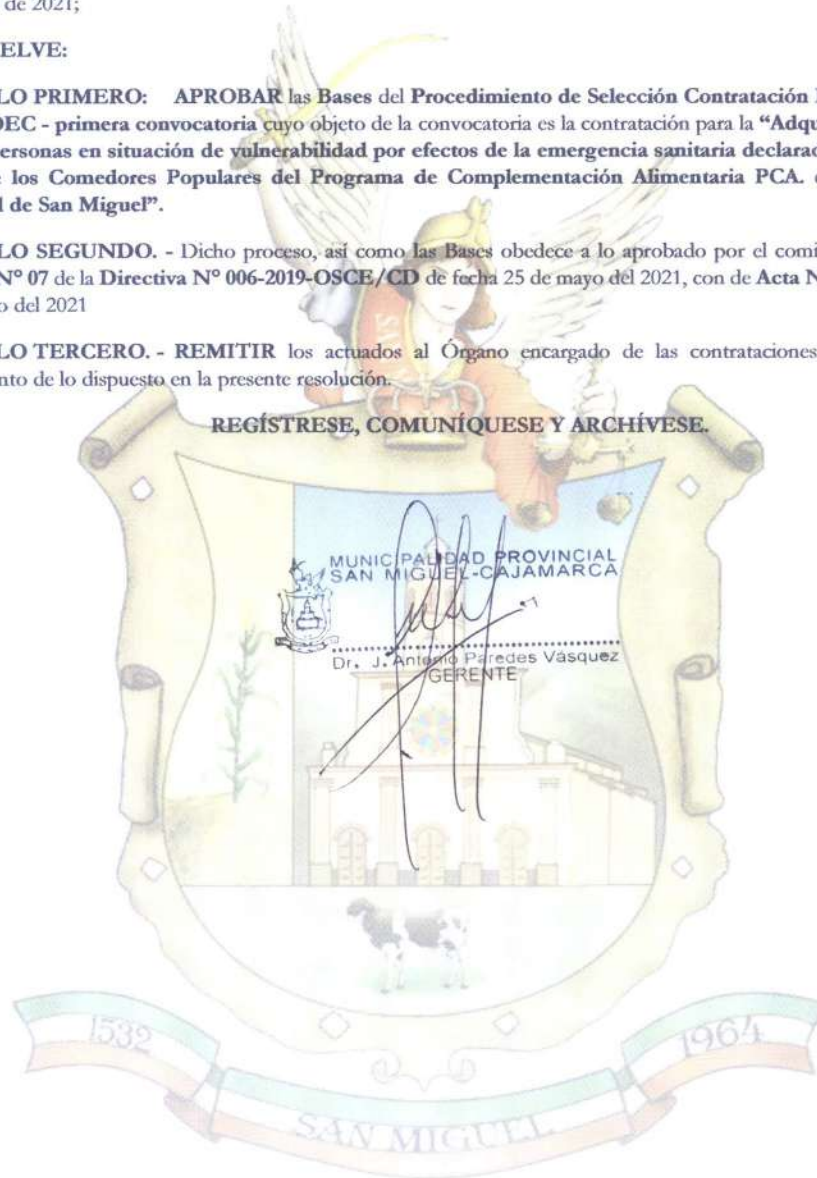 de 2021;
ELVE:
LO PRIMERO: APROBAR las Bases del Procedimiento de Selección Contratación
DEC - primera convocatoria cuyo objeto de la convocatoria es la contratación para la “Adqu
ersonas en situación de vulnerabilidad por efectos de la emergencia sanitaria declarad
los Comedores Populares del Programa de Complementación Alimentaria PCA.
l de San Miguel”.
LO SEGUNDO. - Dicho proceso, así como las Bases obedece a lo aprobado por el comi
N° 07 de la Directiva N° 006-2019-OSCE/CD de fecha 25 de mayo del 2021, con de Acta N
o del 2021
LO TERCERO. - REMITIR los actuados al Órgano encargado de las contrataciones
nto de lo dispuesto en la presente resolución.
REGÍSTRESE, COMUNÍQUESE Y ARCHÍVESE.
MUNICIPALIDAD PROVINCIAL
SAN MIGUEL-CAJAMARCA
Dr. J. Antonio Paredes Vásquez
GERENTE
1532
1964
SAN MIGUEL